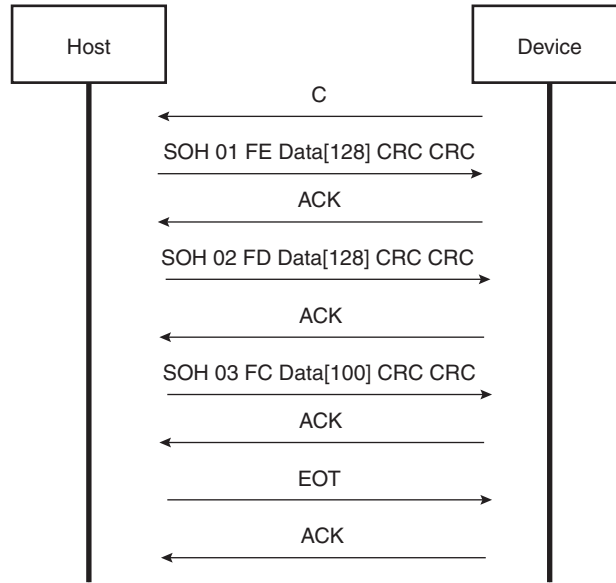 Host
Device
C
SOH 01 FE Data[128] CRC CRC
ACK
SOH 02 FD Data[128] CRC CRC
ACK
SOH 03 FC Data[100] CRC CRC
ACK
EOT
ACK